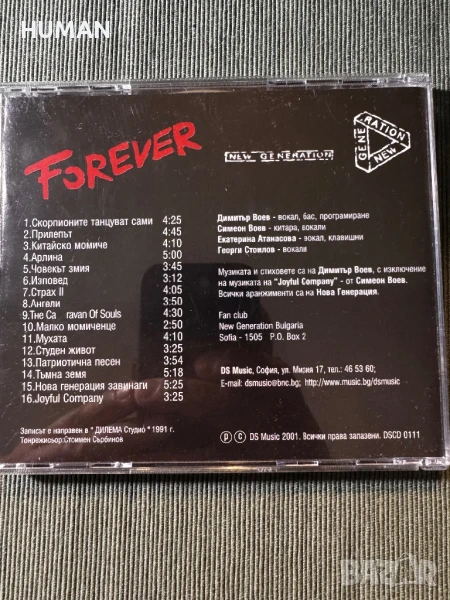 HUMAN
FOREVER
NEW GENERATION
GENE
RATION
NEW
1.Скорпионите танцуват сами 4:25
2.Прилепът 4:45
3.Китайско момиче 4:10
4.Арлина 5:00
5.Човекът змия 3:45
6.Изповед 3:12
7.Страх II 4:05
8.Ангели 3:50
9.The Ca ravan Of Souls 4:30
10.Малко момиченце 2:50
11.Мухата 4:10
12.Студен живот 3:25
13.Патриотична песен 3:54
14.Тъмна земя 5:18
15.Нова генерация завинаги 5:25
16.Joyful Company 3:25
Записът е направен в " ДИЛЕМА Студио " 1991 г.
Тонрежисьор:Стоимен Сърбинов
Димитър Воев - вокал, бас, програмиране
Симеон Воев - китара, вокали
Екатерина Атанасова - вокал, клавишни
Георги Стоилов - вокали
Музиката и стиховете са на Димитър Воев, с изключение
на музиката на "Joyful Company" - от Симеон Воев.
Всички аранжименти са на Нова Генерация.
Fan club
New Generation Bulgaria
Sofia - 1505 P.O. Box 2
DS Music, София, ул. Мизия 17, тел.: 46 53 60;
E-mail: dsmusic@bnc.bg; http://www.music.bg/dsmusic
(p) (c) DS Music 2001. Всички права запазени. DSCD 0111
BAZAR